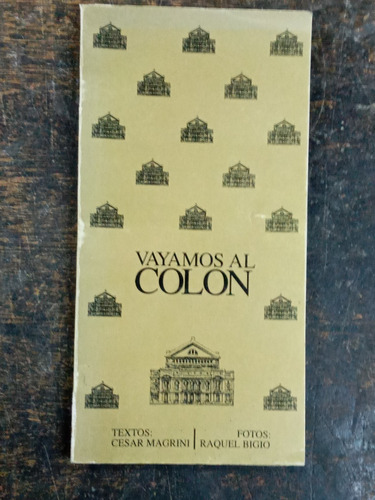 VAYAMOS AL
COLON
TEXTOS:
CESAR MAGRINI
FOTOS:
RAQUEL BIGIO